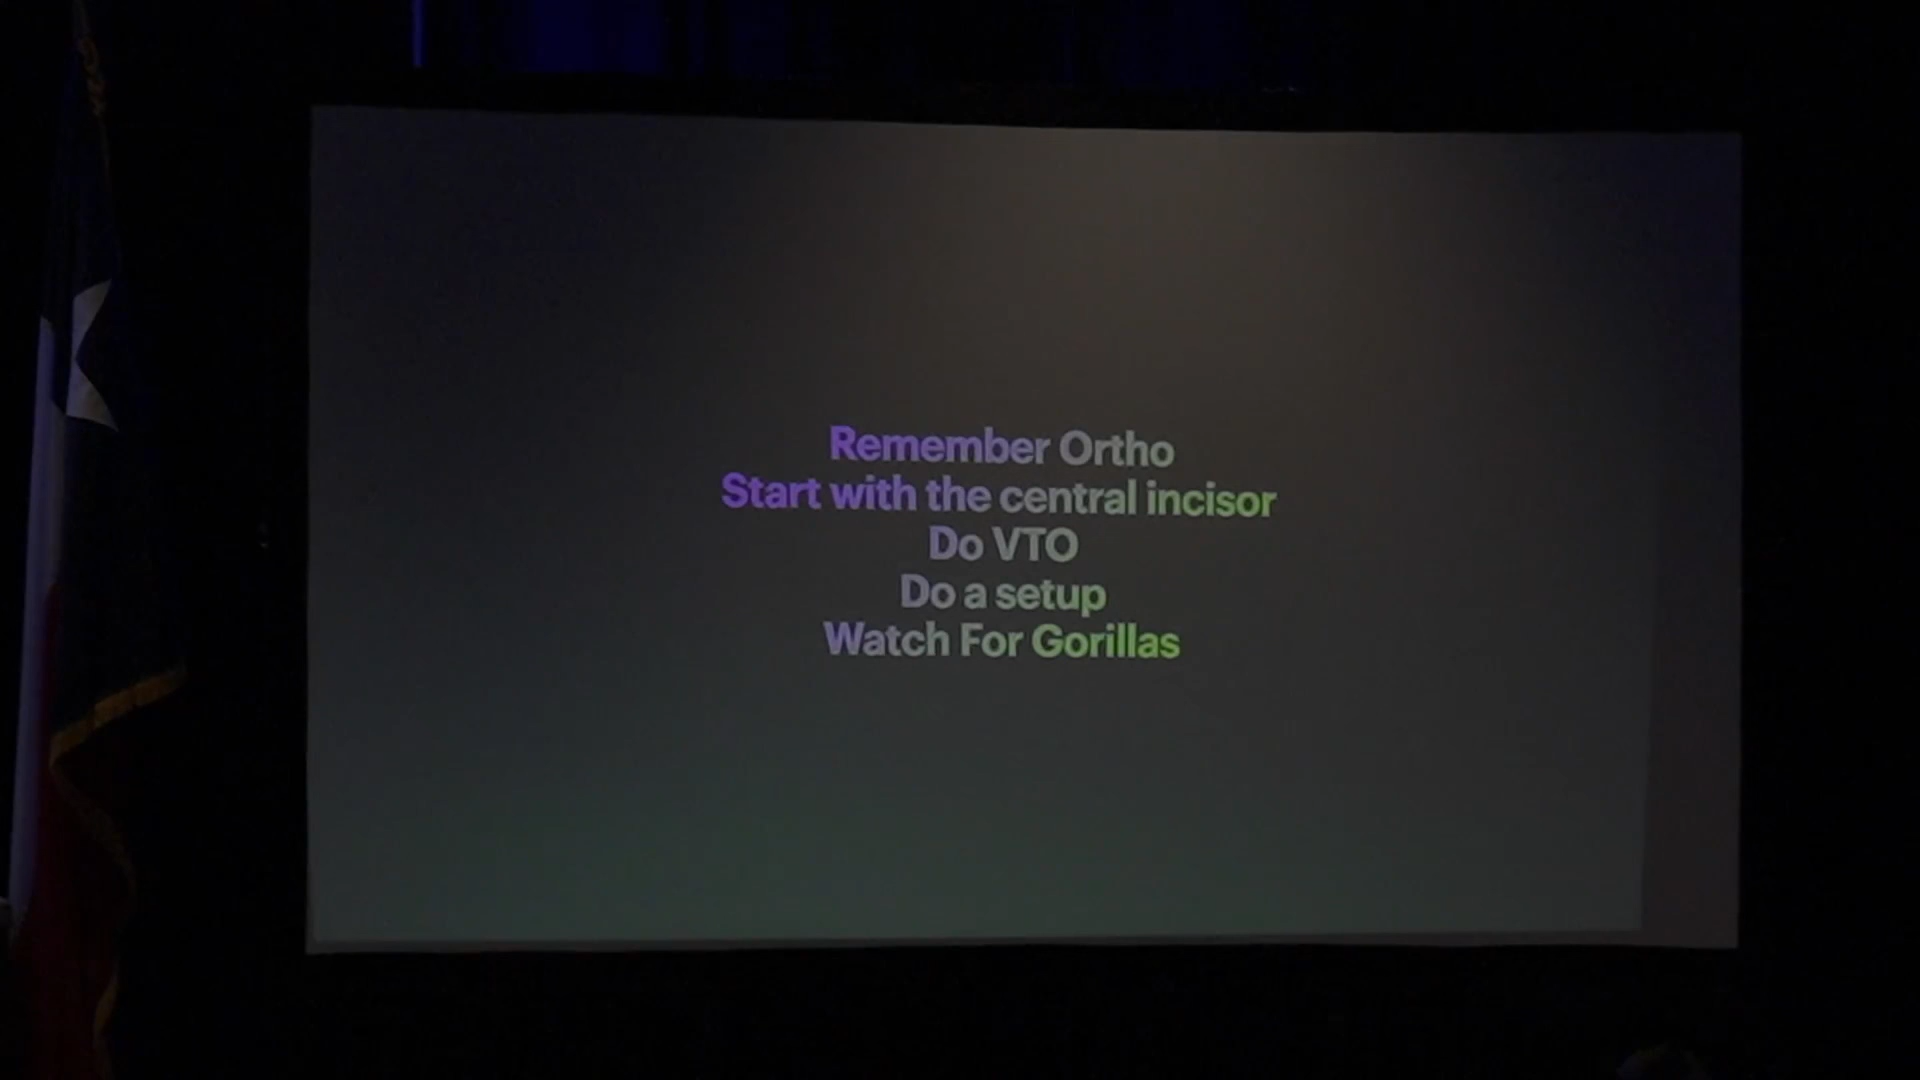 Remember Ortho
Start with the central incisor
Do VTO
Do a setup
Watch For Gorillas